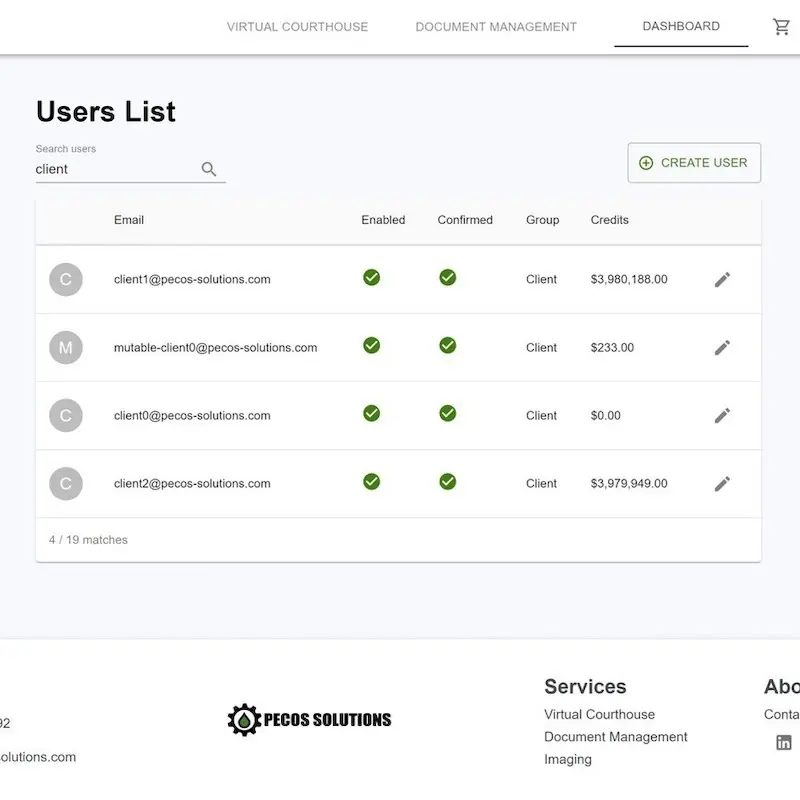 VIRTUAL COURTHOUSE DOCUMENT MANAGEMENT DASHBOARD
Users List
Search users
client
CREATE USER
Email Enabled Confirmed Group Credits
C client1@pecos-solutions.com Client $3,980,188.00
M mutable-client0@pecos-solutions.com Client $233.00
C client0@pecos-solutions.com Client $0.00
C client2@pecos-solutions.com Client $3,979,949.00
4 / 19 matches
92
olutions.com
PECOS SOLUTIONS
Services
Virtual Courthouse
Document Management
Imaging
Abo
Conta
in